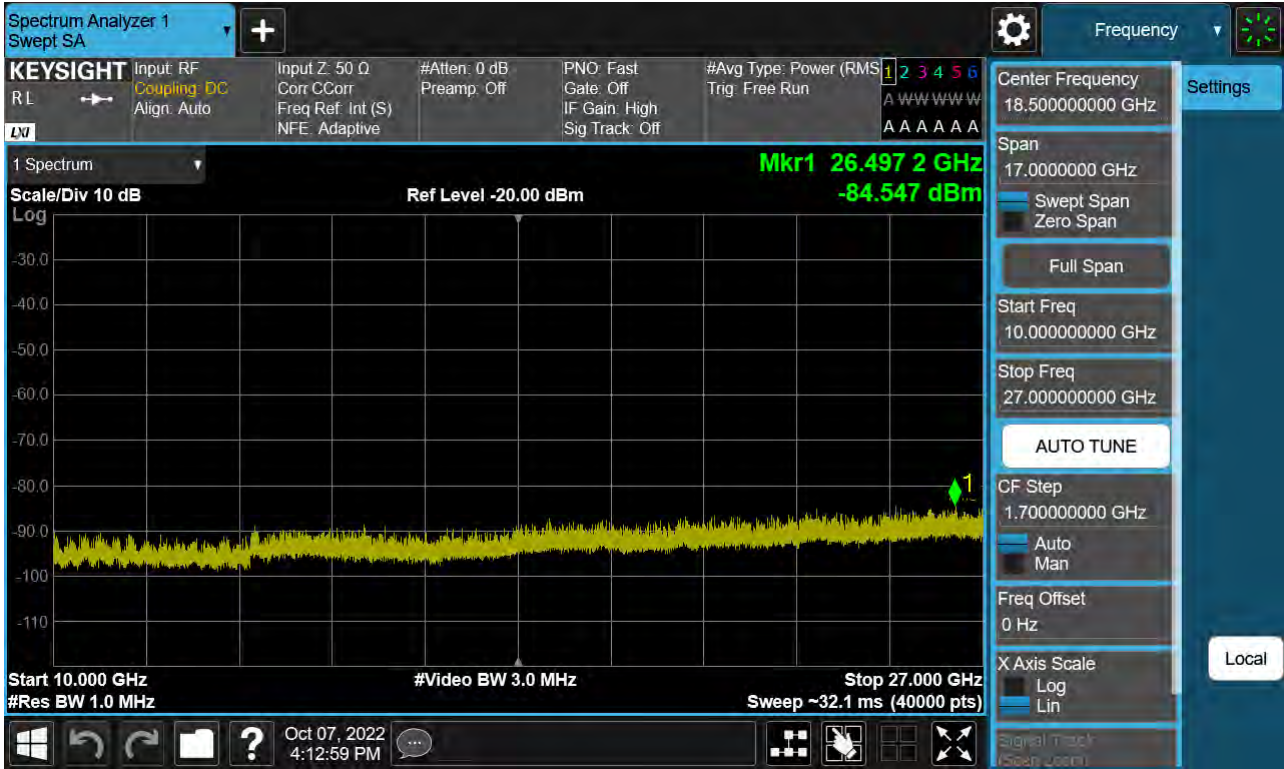 Spectrum Analyzer 1
Swept SA
Frequency
KEYSIGHT
R L
LXI
Input: RF
Coupling: DC
Align: Auto
Input Z: 50 Ω
Corr CCorr
Freq Ref: Int (S)
NFE: Adaptive
#Atten: 0 dB
Preamp: Off
PNO: Fast
Gate: Off
IF Gain: High
Sig Track: Off
#Avg Type: Power (RMS
Trig: Free Run
1 2 3 4 5 6
A W W W W W
A A A A A A
1 Spectrum
Scale/Div 10 dB
Log
Ref Level -20.00 dBm
Mkr1 26.497 2 GHz
-84.547 dBm
-30.0
-40.0
-50.0
-60.0
-70.0
-80.0
-90.0
-100
-110
1
Start 10.000 GHz
#Res BW 1.0 MHz
#Video BW 3.0 MHz
Stop 27.000 GHz
Sweep ~32.1 ms (40000 pts)
Center Frequency
18.500000000 GHz
Span
17.0000000 GHz
Swept Span
Zero Span
Full Span
Start Freq
10.000000000 GHz
Stop Freq
27.000000000 GHz
AUTO TUNE
CF Step
1.700000000 GHz
Auto
Man
Freq Offset
0 Hz
X Axis Scale
Log
Lin
Signal Track
(Span Zoom)
Settings
Local
?
Oct 07, 2022
4:12:59 PM